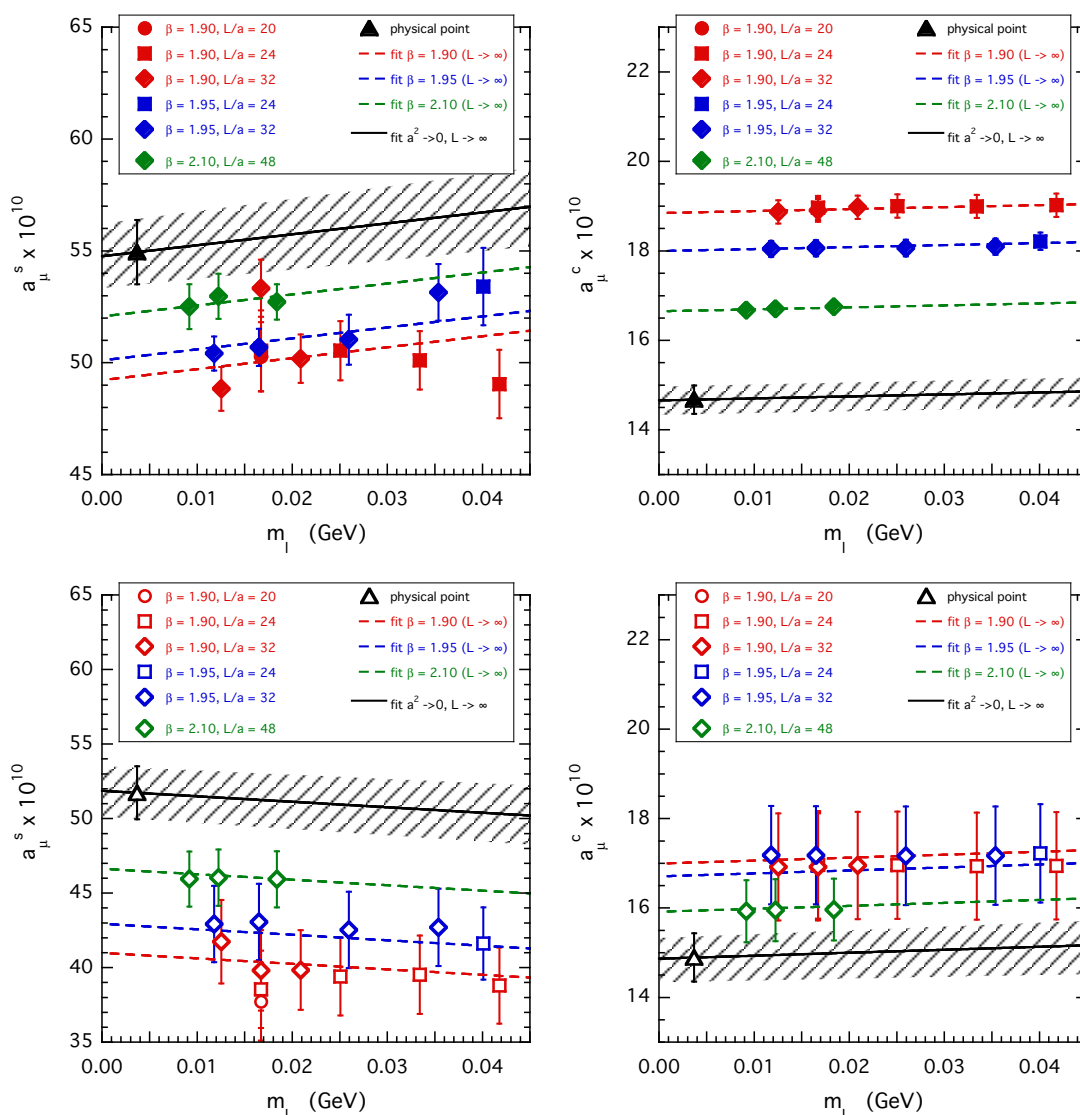 β = 1.90, L/a = 20
β = 1.90, L/a = 24
β = 1.90, L/a = 32
β = 1.95, L/a = 24
β = 1.95, L/a = 32
β = 2.10, L/a = 48
physical point
fit β = 1.90 (L -> ∞)
fit β = 1.95 (L -> ∞)
fit β = 2.10 (L -> ∞)
fit a² ->0, L -> ∞
65
60
55
50
45
a_μ^s x 10^10
0.00 0.01 0.02 0.03 0.04
m_l (GeV)
β = 1.90, L/a = 20
β = 1.90, L/a = 24
β = 1.90, L/a = 32
β = 1.95, L/a = 24
β = 1.95, L/a = 32
β = 2.10, L/a = 48
physical point
fit β = 1.90 (L -> ∞)
fit β = 1.95 (L -> ∞)
fit β = 2.10 (L -> ∞)
fit a² ->0, L -> ∞
22
20
18
16
14
a_μ^c x 10^10
0.00 0.01 0.02 0.03 0.04
m_l (GeV)
β = 1.90, L/a = 20
β = 1.90, L/a = 24
β = 1.90, L/a = 32
β = 1.95, L/a = 24
β = 1.95, L/a = 32
β = 2.10, L/a = 48
physical point
fit β = 1.90 (L -> ∞)
fit β = 1.95 (L -> ∞)
fit β = 2.10 (L -> ∞)
fit a² ->0, L -> ∞
65
60
55
50
45
40
35
a_μ^s x 10^10
0.00 0.01 0.02 0.03 0.04
m_l (GeV)
β = 1.90, L/a = 20
β = 1.90, L/a = 24
β = 1.90, L/a = 32
β = 1.95, L/a = 24
β = 1.95, L/a = 32
β = 2.10, L/a = 48
physical point
fit β = 1.90 (L -> ∞)
fit β = 1.95 (L -> ∞)
fit β = 2.10 (L -> ∞)
fit a² ->0, L -> ∞
22
20
18
16
14
a_μ^c x 10^10
0.00 0.01 0.02 0.03 0.04
m_l (GeV)